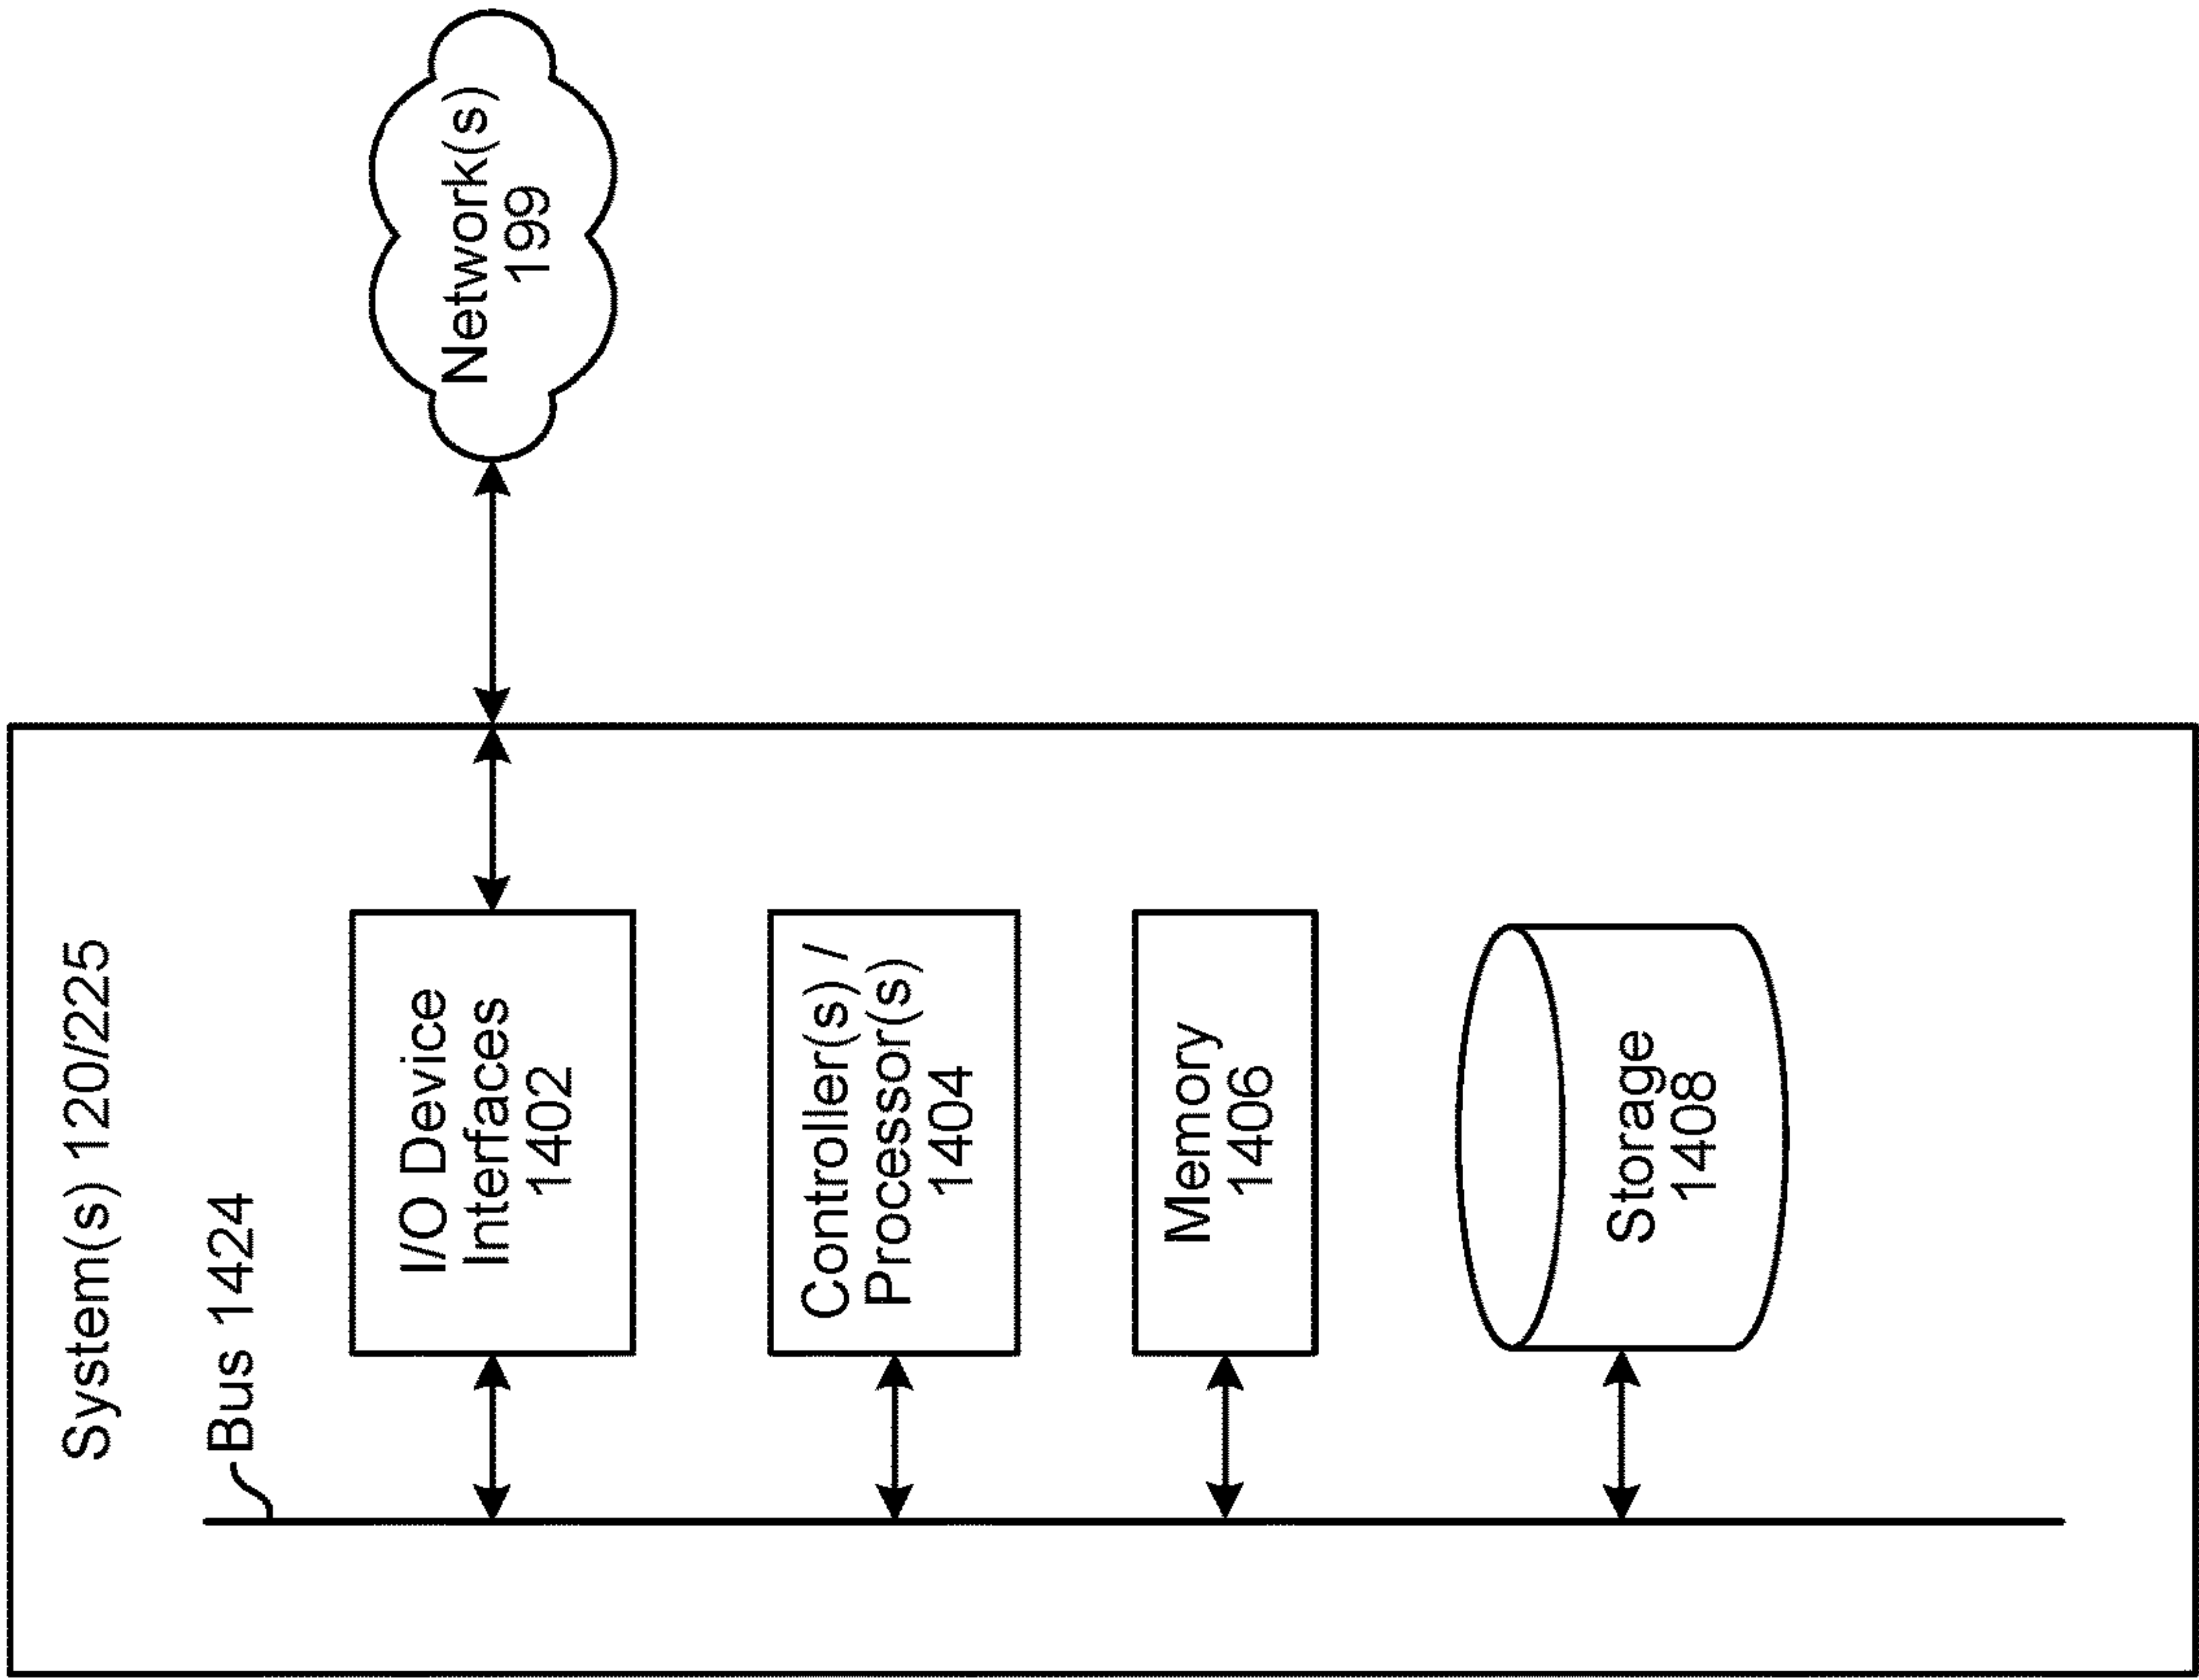 System(s) 120/225
Bus 1424
I/O Device
Interfaces
1402
Network(s)
199
Controller(s) /
Processor(s)
1404
Memory
1406
Storage
1408